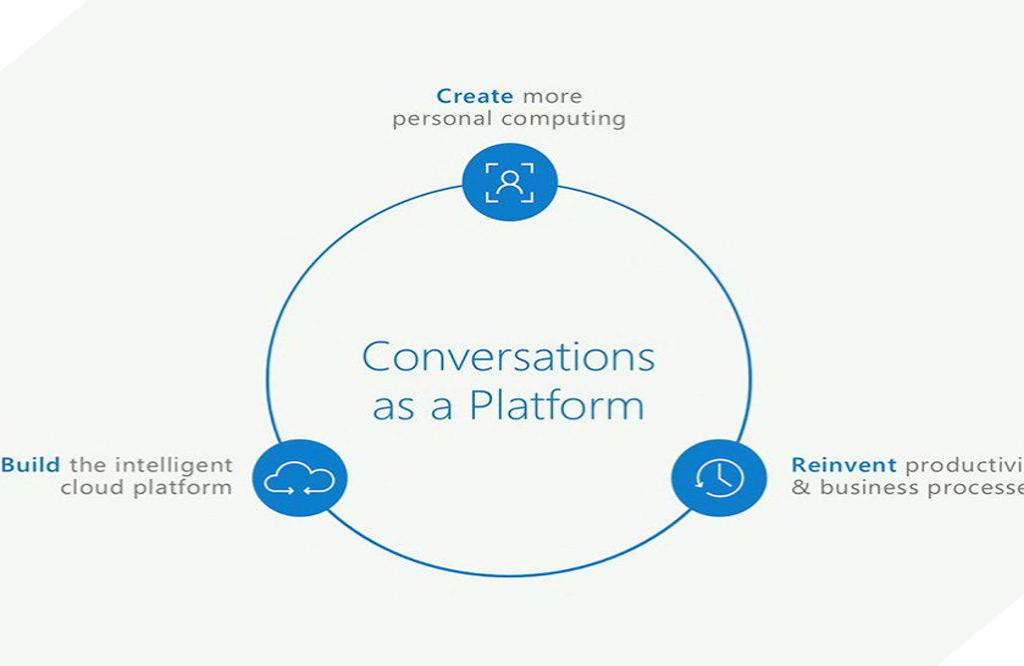 Create more
personal computing
Conversations
as a Platform
Build the intelligent
cloud platform
Reinvent productivi
& business processe